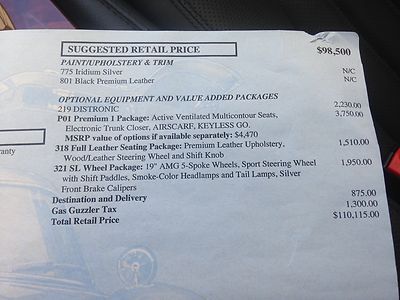 SUGGESTED RETAIL PRICE $98,500
PAINT/UPHOLSTERY & TRIM
775 Iridium Silver N/C
801 Black Premium Leather N/C
OPTIONAL EQUIPMENT AND VALUE ADDED PACKAGES
219 DISTRONIC 2,230.00
P01 Premium 1 Package: Active Ventilated Multicontour Seats, 3,750.00
Electronic Trunk Closer, AIRSCARF, KEYLESS GO.
MSRP value of options if available separately: $4,470
318 Full Leather Seating Package: Premium Leather Upholstery, 1,510.00
Wood/Leather Steering Wheel and Shift Knob
321 SL Wheel Package: 19" AMG 5-Spoke Wheels, Sport Steering Wheel 1,950.00
with Shift Paddles, Smoke-Color Headlamps and Tail Lamps, Silver
Front Brake Calipers
Destination and Delivery 875.00
Gas Guzzler Tax 1,300.00
Total Retail Price $110,115.00
ranty